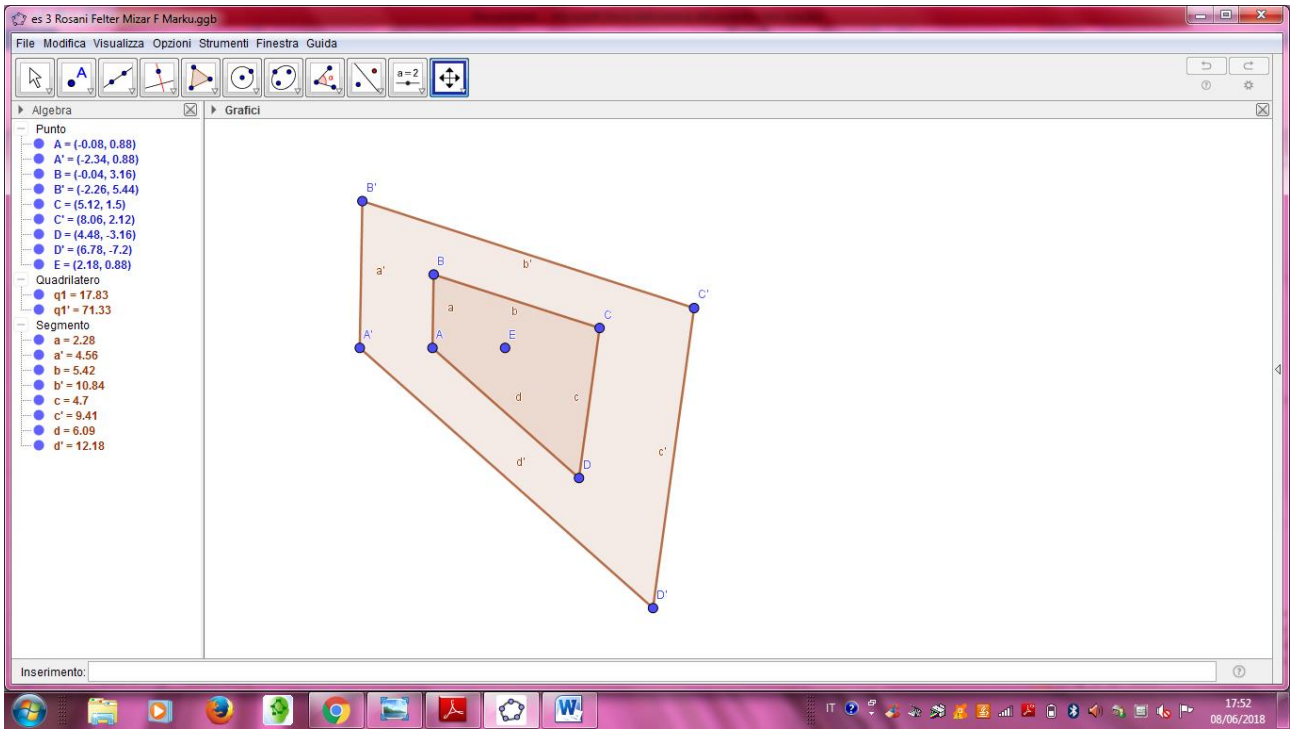 es 3 Rosani Felter Mizar F Marku.ggb
File Modifica Visualizza Opzioni Strumenti Finestra Guida
A
α
a = 2
Algebra
Grafici
Punto
A = (-0.08, 0.88)
A' = (-2.34, 0.88)
B = (-0.04, 3.16)
B' = (-2.26, 5.44)
C = (5.12, 1.5)
C' = (8.06, 2.12)
D = (4.48, -3.16)
D' = (6.78, -7.2)
E = (2.18, 0.88)
Quadrilatero
q1 = 17.83
q1' = 71.33
Segmento
a = 2.28
a' = 4.56
b = 5.42
b' = 10.84
c = 4.7
c' = 9.41
d = 6.09
d' = 12.18
B'
a'
B
b'
C'
a
b
C
A'
A
E
d
c
d'
D
c'
D'
Inserimento:
IT
17:52
08/06/2018